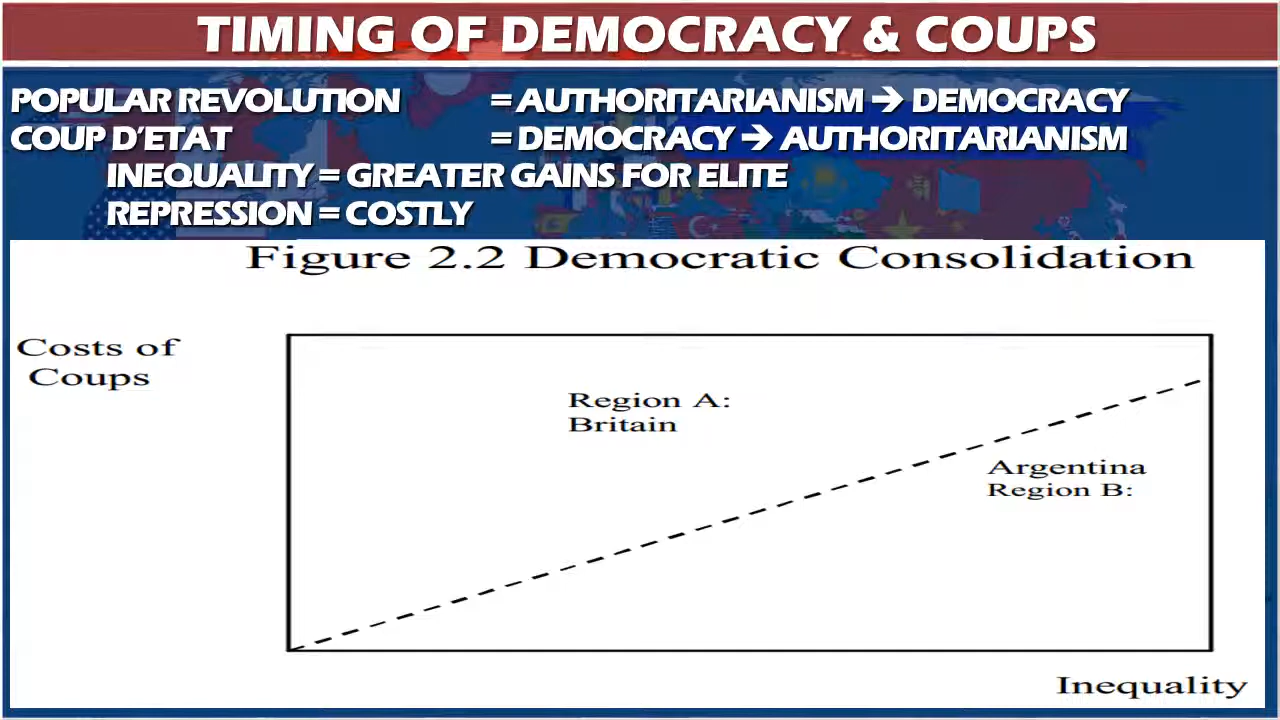 TIMING OF DEMOCRACY & COUPS
POPULAR REVOLUTION = AUTHORITARIANISM → DEMOCRACY
COUP D'ETAT = DEMOCRACY → AUTHORITARIANISM
INEQUALITY = GREATER GAINS FOR ELITE
REPRESSION = COSTLY
Figure 2.2 Democratic Consolidation
Costs of
Coups
Region A:
Britain
Argentina
Region B:
Inequality